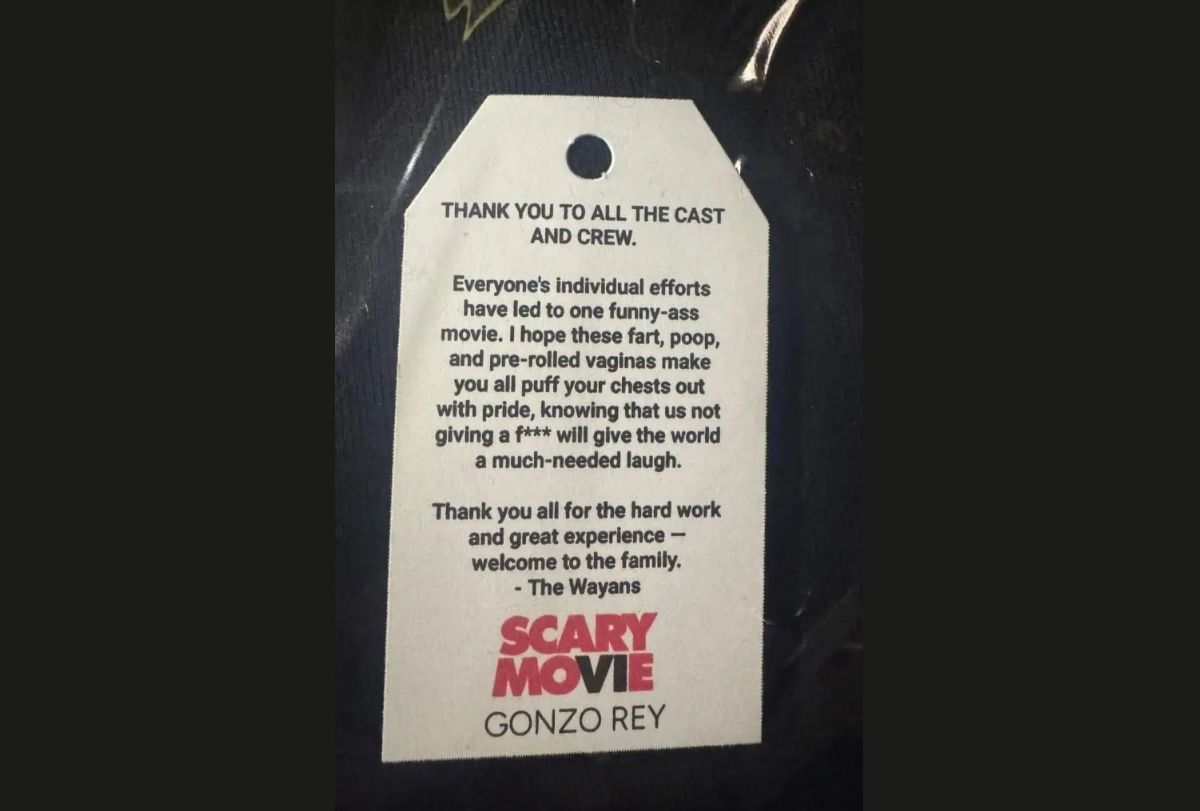 THANK YOU TO ALL THE CAST
AND CREW.
Everyone's individual efforts
have led to one funny-ass
movie. I hope these fart, poop,
and pre-rolled vaginas make
you all puff your chests out
with pride, knowing that us not
giving a f*** will give the world
a much-needed laugh.
Thank you all for the hard work
and great experience —
welcome to the family.
- The Wayans
SCARY
MOVIE
GONZO REY